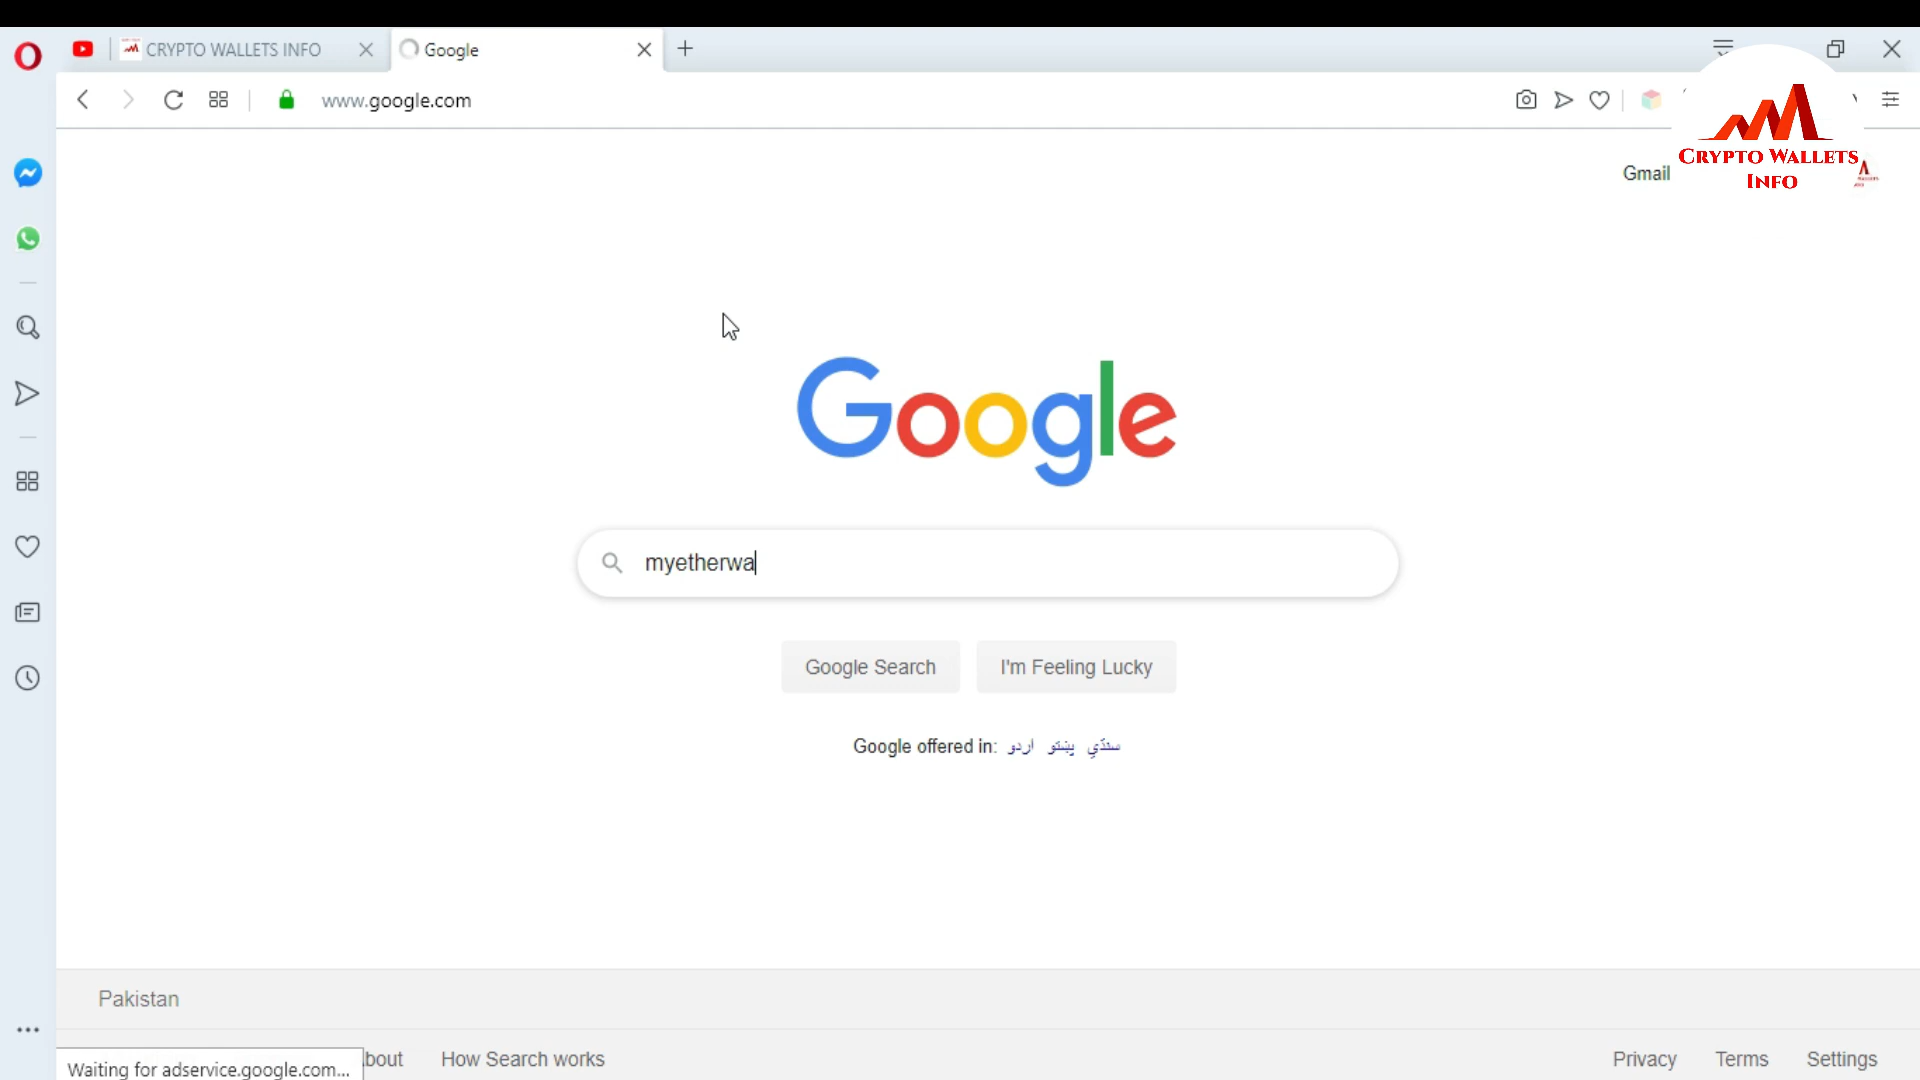 CRYPTO WALLETS INFO
Google
www.google.com
Gmail
CRYPTO WALLETS
INFO
Google
myetherwa
Google Search
I'm Feeling Lucky
Google offered in: اردو پښتو سنڌي
Pakistan
bout
How Search works
Privacy
Terms
Settings
Waiting for adservice.google.com...